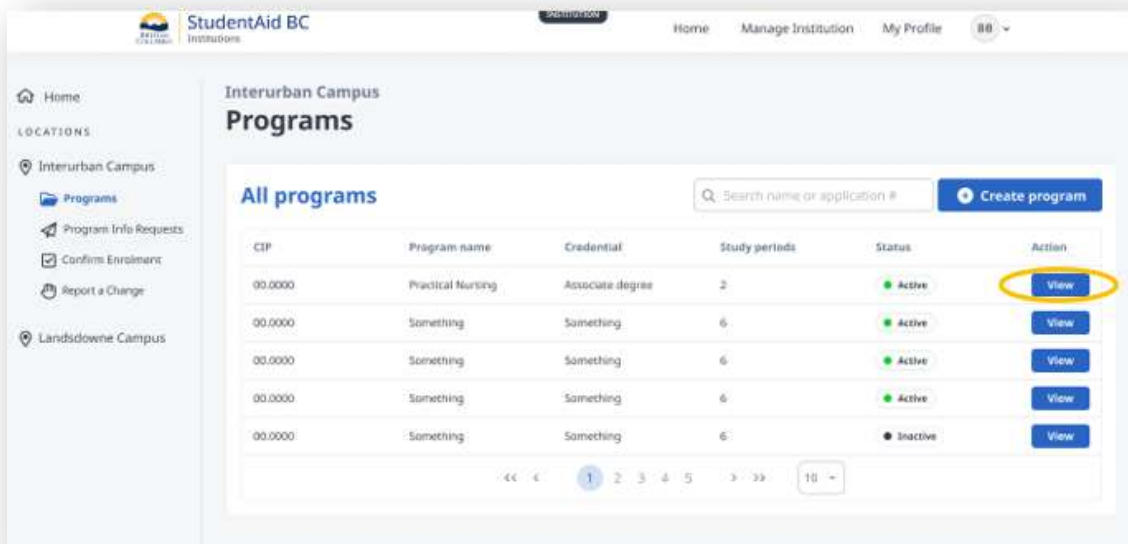 StudentAid BC
Institutions
INSTITUTION
Home Manage Institution My Profile
Home
LOCATIONS
Interurban Campus
Programs
Program Info Requests
Confirm Enrolment
Report a Change
Landsdowne Campus
Interurban Campus
Programs
All programs
Search name or application #
Create program
CIP Program name Credential Study periods Status Action
00.0000 Practical Nursing Associate degree 2 Active View
00.0000 Something Something 6 Active View
00.0000 Something Something 6 Active View
00.0000 Something Something 6 Active View
00.0000 Something Something 6 Inactive View
<< < 1 2 3 4 5 > >> 10